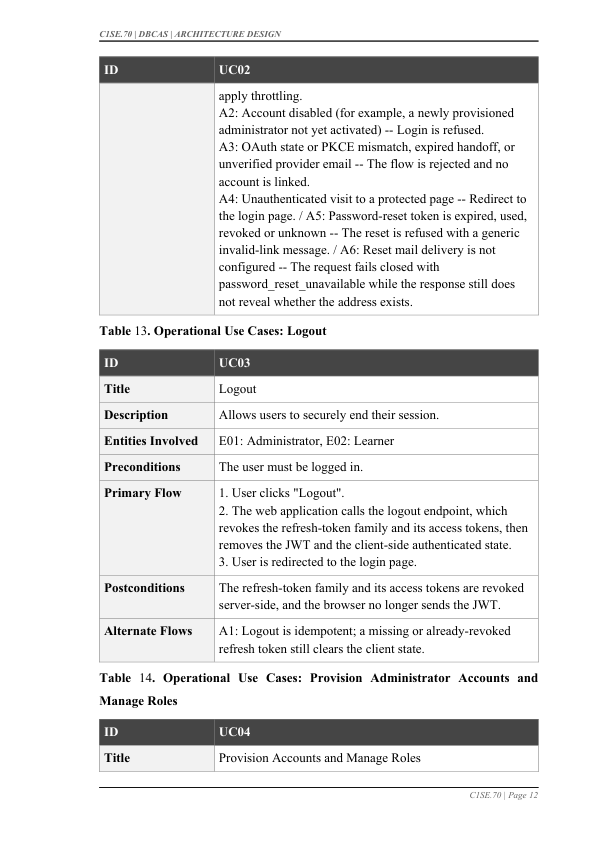 C1SE.70 | DBCAS | ARCHITECTURE DESIGN
ID UC02
apply throttling.
A2: Account disabled (for example, a newly provisioned
administrator not yet activated) -- Login is refused.
A3: OAuth state or PKCE mismatch, expired handoff, or
unverified provider email -- The flow is rejected and no
account is linked.
A4: Unauthenticated visit to a protected page -- Redirect to
the login page. / A5: Password-reset token is expired, used,
revoked or unknown -- The reset is refused with a generic
invalid-link message. / A6: Reset mail delivery is not
configured -- The request fails closed with
password_reset_unavailable while the response still does
not reveal whether the address exists.
Table 13. Operational Use Cases: Logout
ID UC03
Title Logout
Description Allows users to securely end their session.
Entities Involved E01: Administrator, E02: Learner
Preconditions The user must be logged in.
Primary Flow 1. User clicks "Logout".
2. The web application calls the logout endpoint, which
revokes the refresh-token family and its access tokens, then
removes the JWT and the client-side authenticated state.
3. User is redirected to the login page.
Postconditions The refresh-token family and its access tokens are revoked
server-side, and the browser no longer sends the JWT.
Alternate Flows A1: Logout is idempotent; a missing or already-revoked
refresh token still clears the client state.
Table 14. Operational Use Cases: Provision Administrator Accounts and
Manage Roles
ID UC04
Title Provision Accounts and Manage Roles
C1SE.70 | Page 12